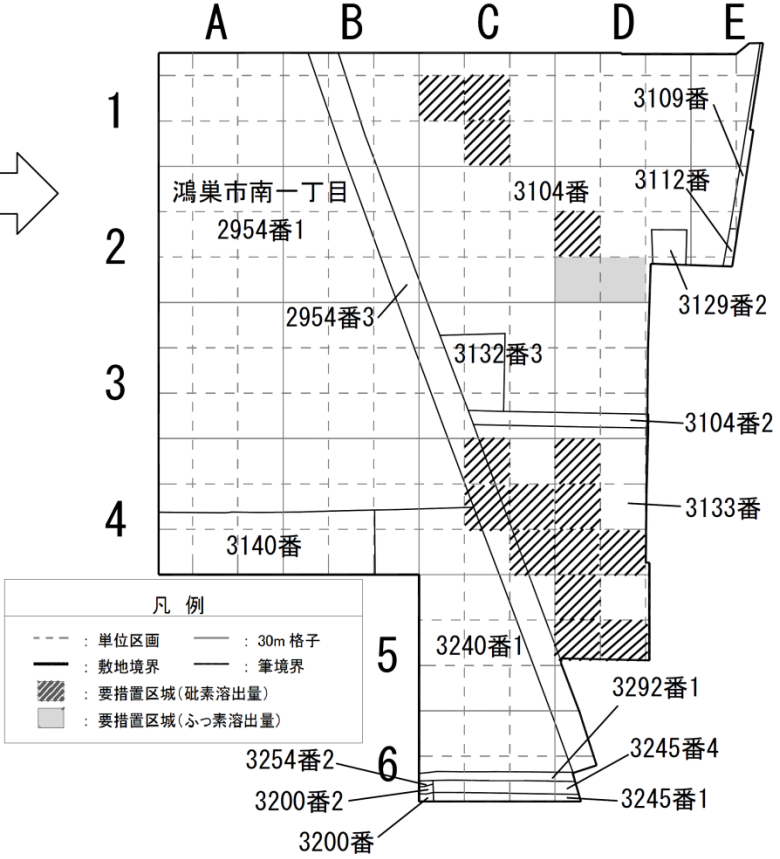 A B C D E
1
3109番
鴻巣市南一丁目
2954番1
3104番
3112番
2
3129番2
2954番3
3132番3
3
3104番2
3133番
4
3140番
凡 例
: 単位区画
: 30m 格子
: 敷地境界
: 筆境界
: 要措置区域(砒素溶出量)
: 要措置区域(ふっ素溶出量)
5
3240番1
3292番1
6
3254番2
3245番4
3200番2
3245番1
3200番